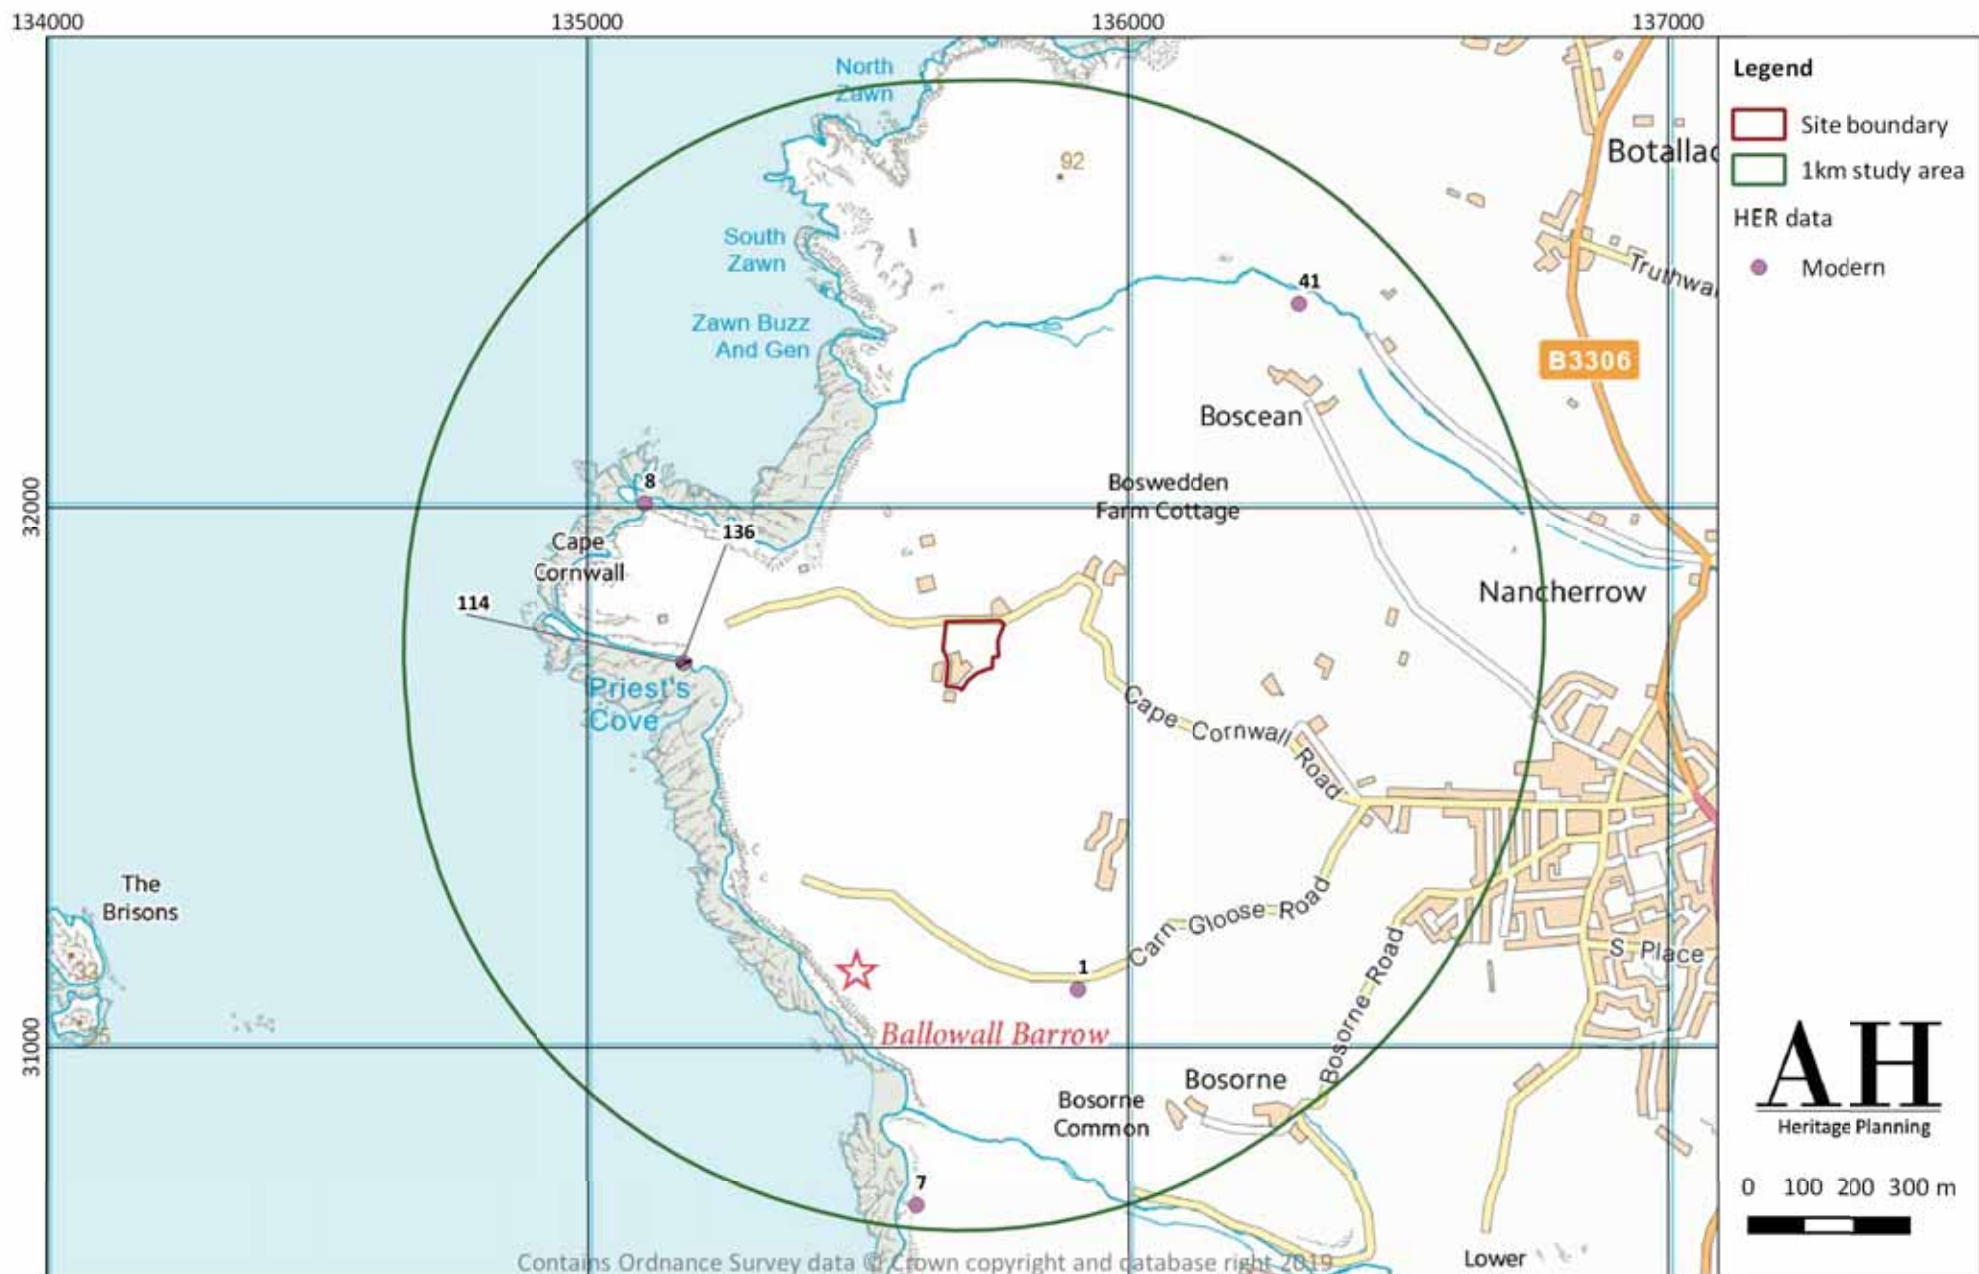 134000
135000
136000
137000
North
Zawn
92
Botallac
South
Zawn
Truthwal
Zawn Buzz
And Gen
41
B3306
Boscean
8
32000
Boswedden
Farm Cottage
136
Cape
Cornwall
114
Nancherrow
Priest's
Cove
Cape Cornwall Road
The
Brisons
33
25
Carn Gloose Road
S Place
1
Bosorne Road
Ballowall Barrow
31000
Bosorne
Bosorne
Common
7
Lower
Contains Ordnance Survey data © Crown copyright and database right 2019
Legend
Site boundary
1km study area
HER data
Modern
AH
Heritage Planning
0 100 200 300 m